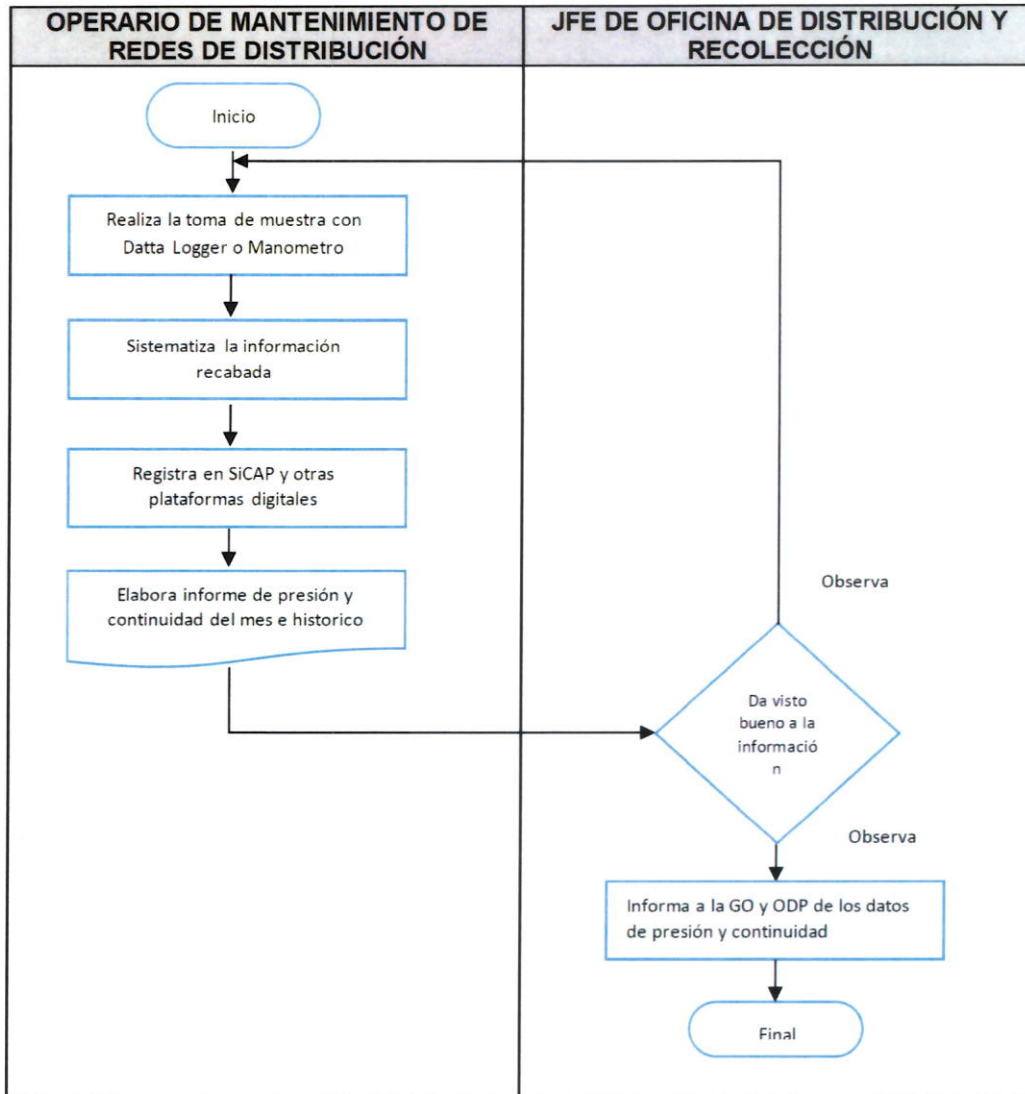 OPERARIO DE MANTENIMIENTO DE
REDES DE DISTRIBUCIÓN
JFE DE OFICINA DE DISTRIBUCIÓN Y
RECOLECCIÓN
Inicio
Realiza la toma de muestra con
Datta Logger o Manometro
Sistematiza la información
recabada
Registra en SiCAP y otras
plataformas digitales
Elabora informe de presión y
continuidad del mes e historico
Observa
Da visto
bueno a la
informació
n
Observa
Informa a la GO y ODP de los datos
de presión y continuidad
Final